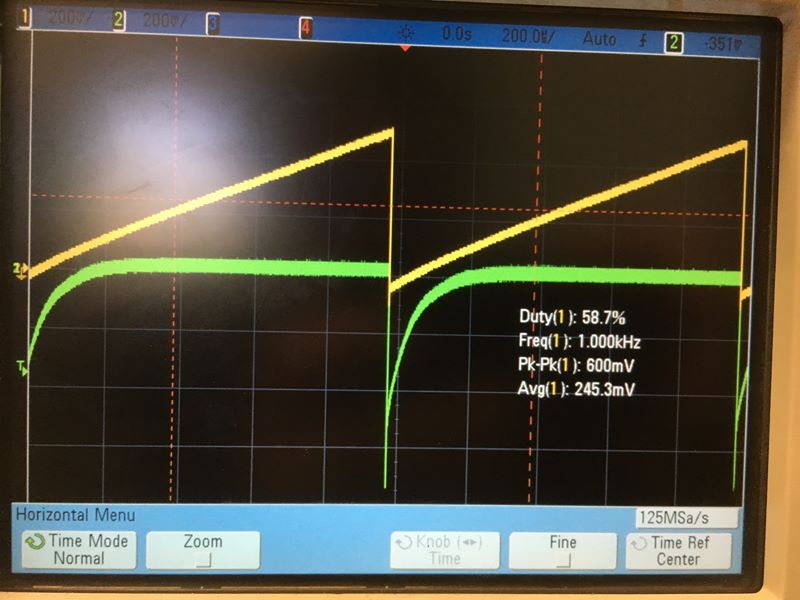 1 200mV/ 2 200mV/ 3 4 0.0s 200.0us/ Auto 2 -351mV
2
T
Duty(1): 58.7%
Freq(1): 1.000kHz
Pk-Pk(1): 600mV
Avg(1): 245.3mV
Horizontal Menu 125MSa/s
Time Mode Zoom Knob (◄►) Fine Time Ref
Normal Time Center